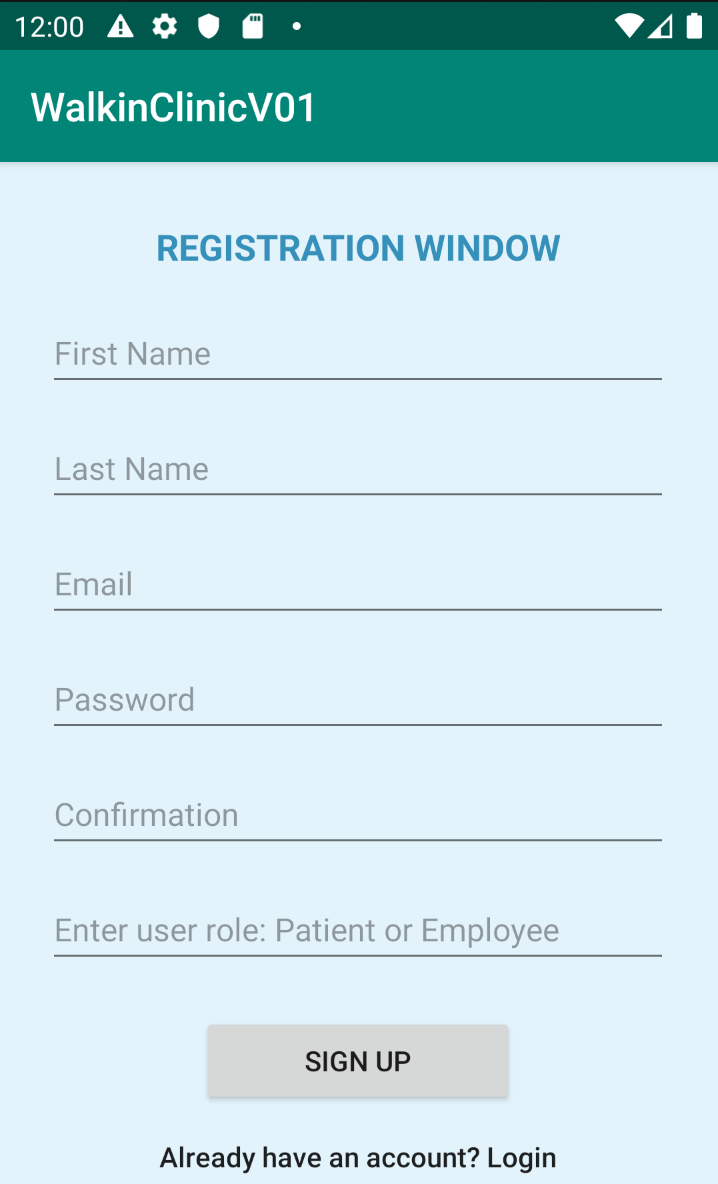 12:00
WalkinClinicV01
REGISTRATION WINDOW
First Name
Last Name
Email
Password
Confirmation
Enter user role: Patient or Employee
SIGN UP
Already have an account? Login